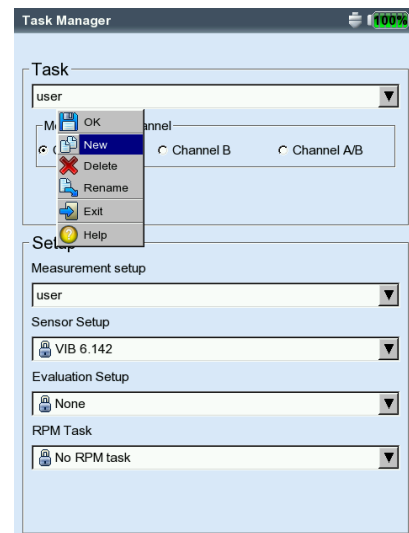 Task Manager 100%
Task
user
OK
New
Channel B Channel A/B
Delete
Rename
Exit
Help
Setup
Measurement setup
user
Sensor Setup
VIB 6.142
Evaluation Setup
None
RPM Task
No RPM task